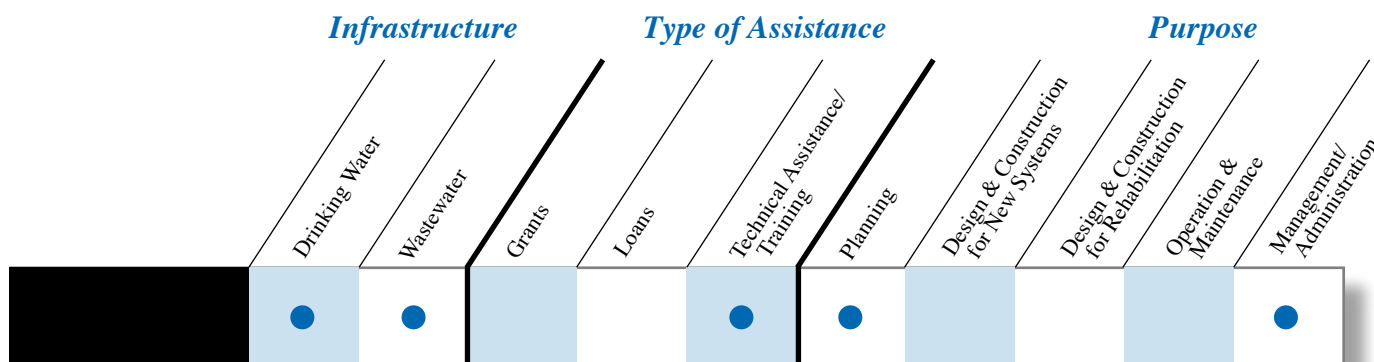 Infrastructure
Type of Assistance
Purpose
Drinking Water
Wastewater
Grants
Loans
Technical Assistance/
Training
Planning
Design & Construction
for New Systems
Design & Construction
for Rehabilitation
Operation &
Maintenance
Management/
Administration